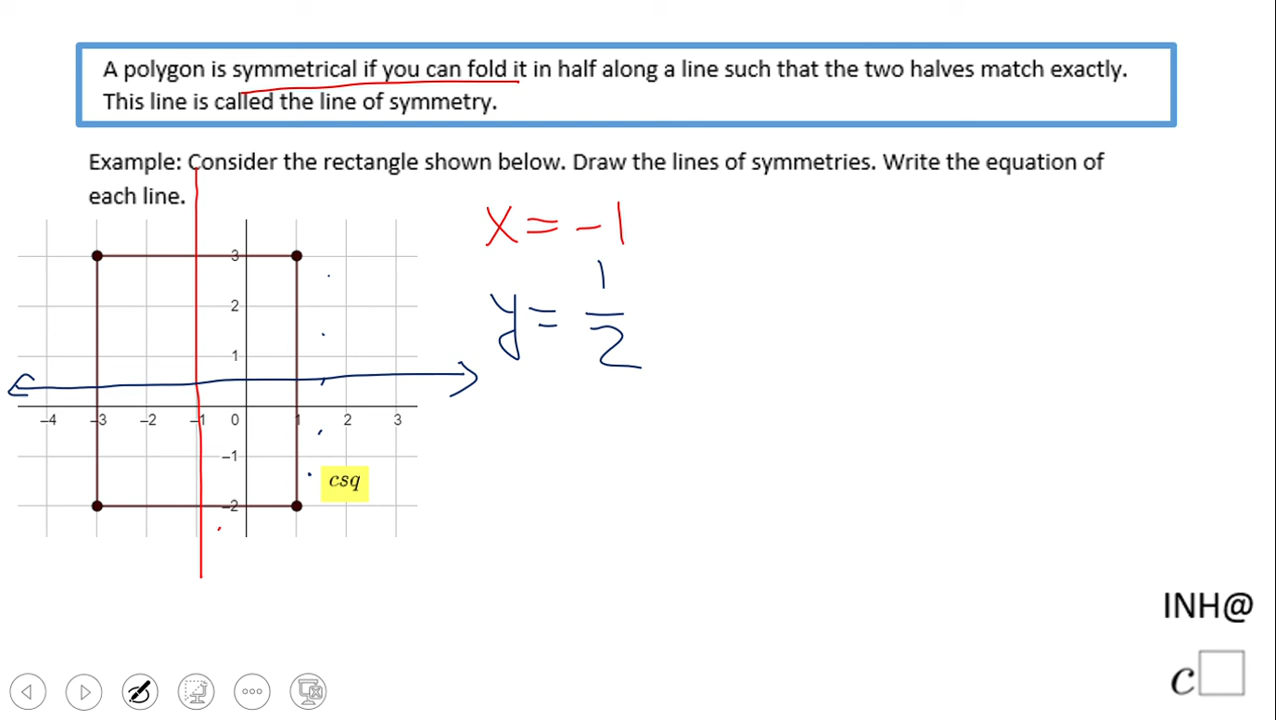 A polygon is symmetrical if you can fold it in half along a line such that the two halves match exactly.
This line is called the line of symmetry.
Example: Consider the rectangle shown below. Draw the lines of symmetries. Write the equation of
each line.
x = -1
y = 1/2
3
2
1
-4 -3 -2 -1 0 1 2 3
-1
csq
-2
INH@
c